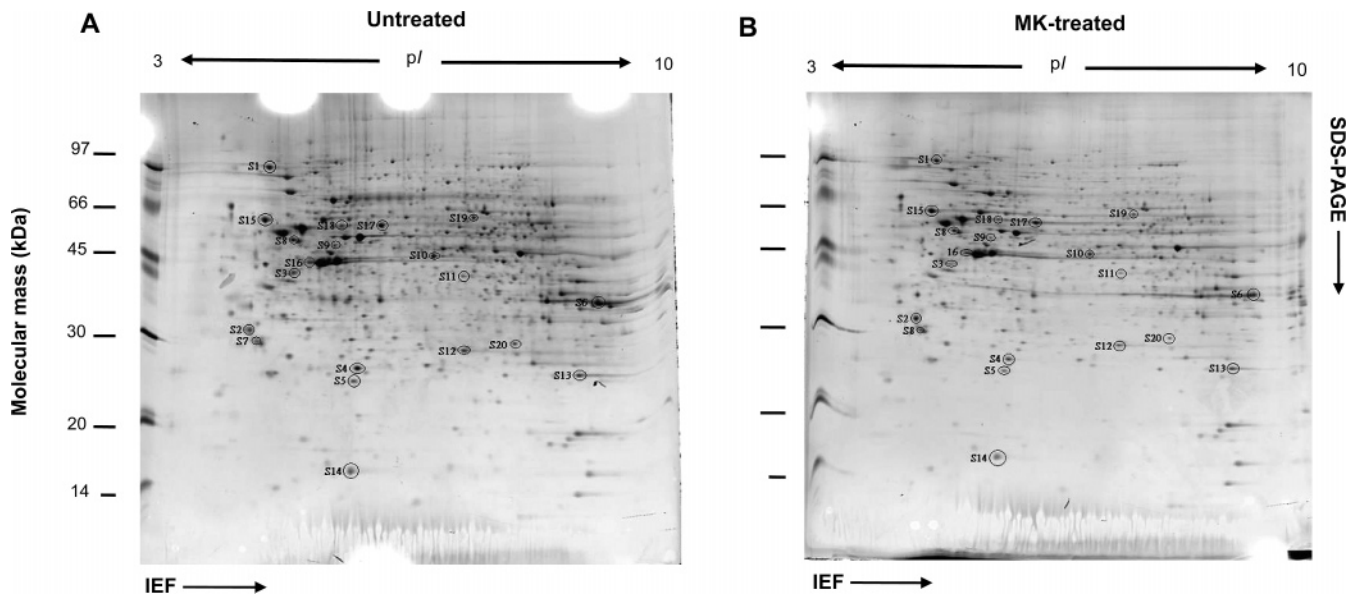 A
Untreated
3
pI
10
97
66
45
30
20
14
Molecular mass (kDa)
S1
S15
S18
S17
S19
S8
S9
S16
S10
S3
S11
S6
S2
S7
S12
S20
S4
S5
S13
S14
IEF
B
MK-treated
3
pI
10
SDS-PAGE
S1
S15
S18
S17
S19
S8
S9
16
S10
S3
S11
S6
S2
S8
S12
S20
S4
S5
S13
S14
IEF